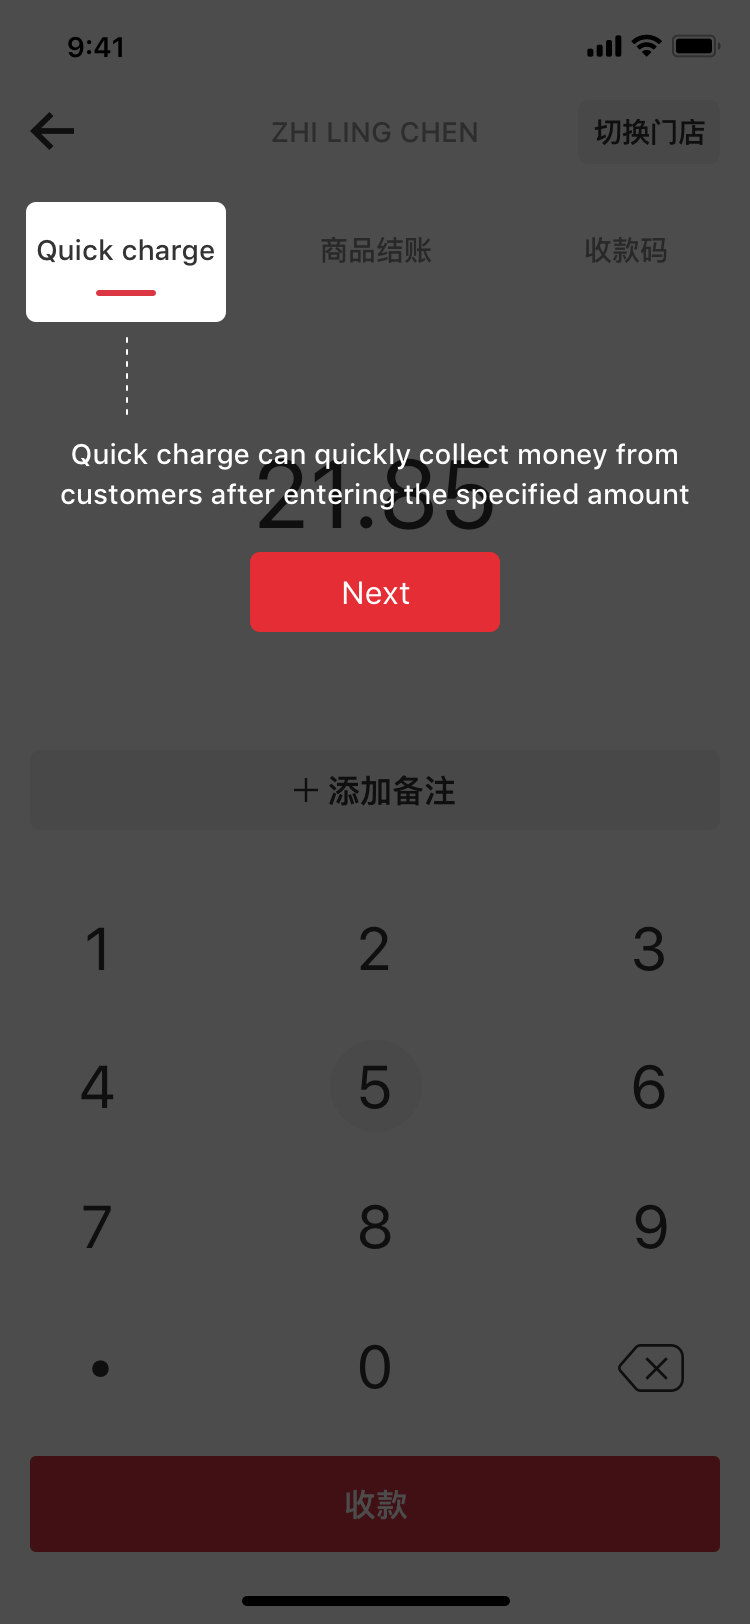 9:41
ZHI LING CHEN
切换门店
Quick charge
商品结账
收款码
Quick charge can quickly collect money from
customers after entering the specified amount
21.85
Next
+ 添加备注
1 2 3
4 5 6
7 8 9
. 0
收款